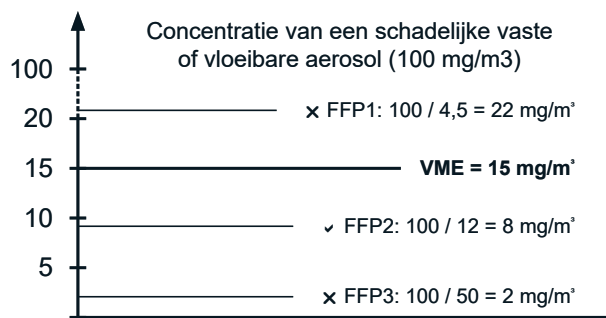 Concentratie van een schadelijke vaste
of vloeibare aerosol (100 mg/m3)
100
× FFP1: 100 / 4,5 = 22 mg/m³
20
15
VME = 15 mg/m³
10
✓ FFP2: 100 / 12 = 8 mg/m³
5
× FFP3: 100 / 50 = 2 mg/m³